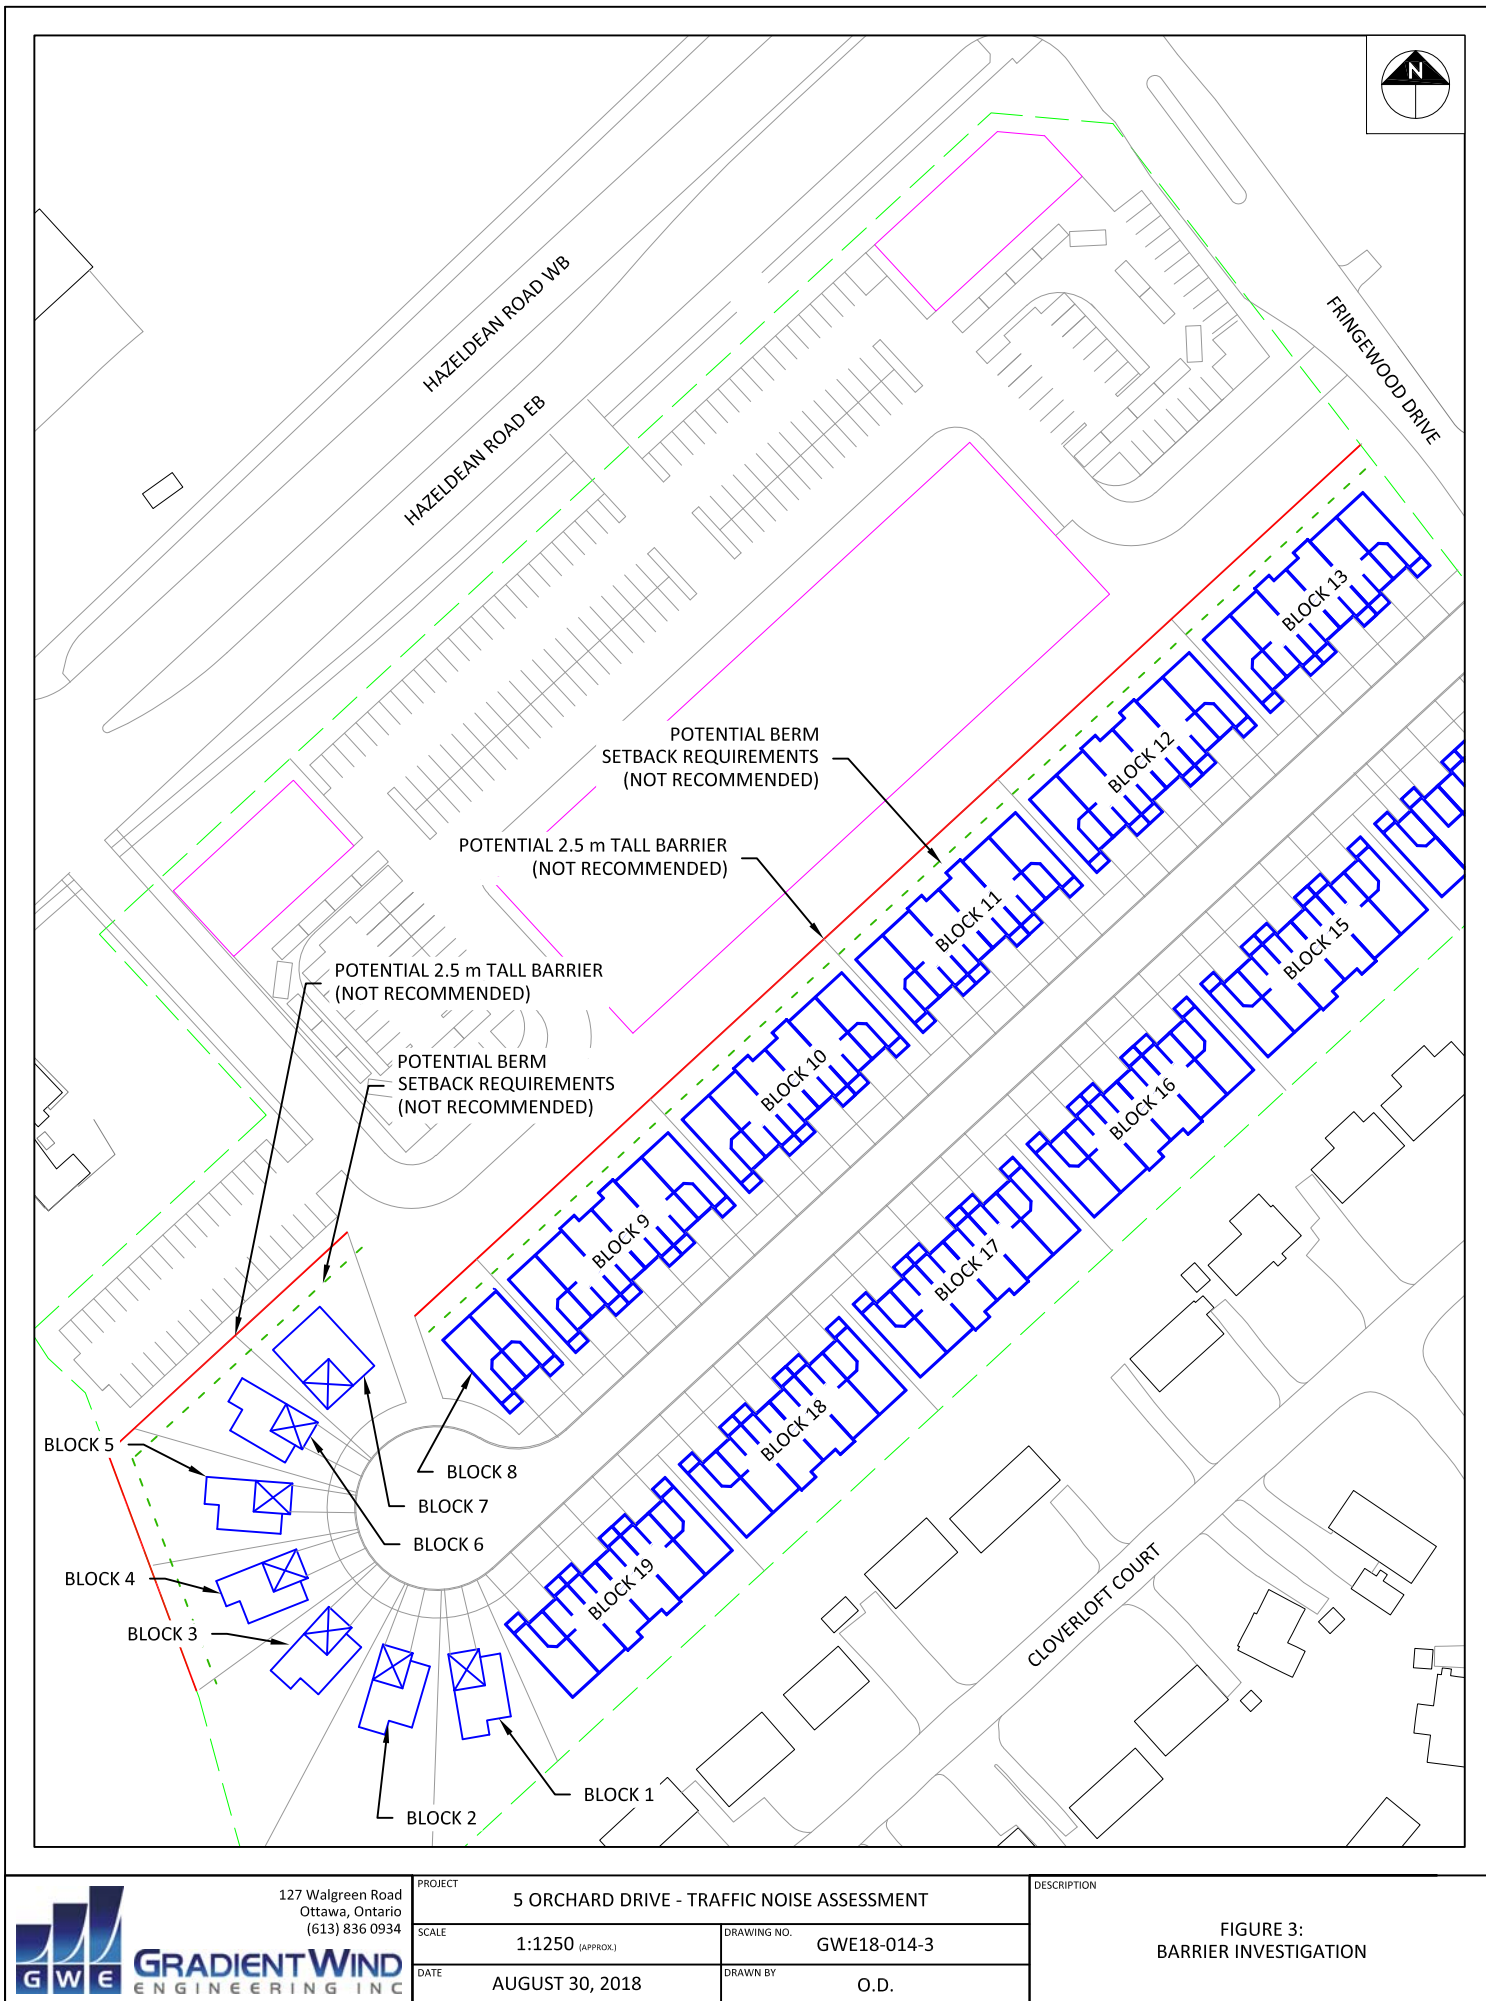 N
HAZELDEAN ROAD WB
HAZELDEAN ROAD EB
FRINGEWOOD DRIVE
BLOCK 13
POTENTIAL BERM
SETBACK REQUIREMENTS
(NOT RECOMMENDED)
BLOCK 12
POTENTIAL 2.5 m TALL BARRIER
(NOT RECOMMENDED)
BLOCK 11
BLOCK 15
POTENTIAL 2.5 m TALL BARRIER
(NOT RECOMMENDED)
POTENTIAL BERM
SETBACK REQUIREMENTS
(NOT RECOMMENDED)
BLOCK 10
BLOCK 16
BLOCK 9
BLOCK 17
BLOCK 18
BLOCK 5
BLOCK 8
BLOCK 7
BLOCK 6
BLOCK 4
BLOCK 19
BLOCK 3
CLOVERLOFT COURT
BLOCK 1
BLOCK 2
127 Walgreen Road
Ottawa, Ontario
(613) 836 0934
GWE
GRADIENTWIND
ENGINEERING INC
PROJECT
5 ORCHARD DRIVE - TRAFFIC NOISE ASSESSMENT
SCALE
1:1250 (APPROX.)
DRAWING NO.
GWE18-014-3
DATE
AUGUST 30, 2018
DRAWN BY
O.D.
DESCRIPTION
FIGURE 3:
BARRIER INVESTIGATION